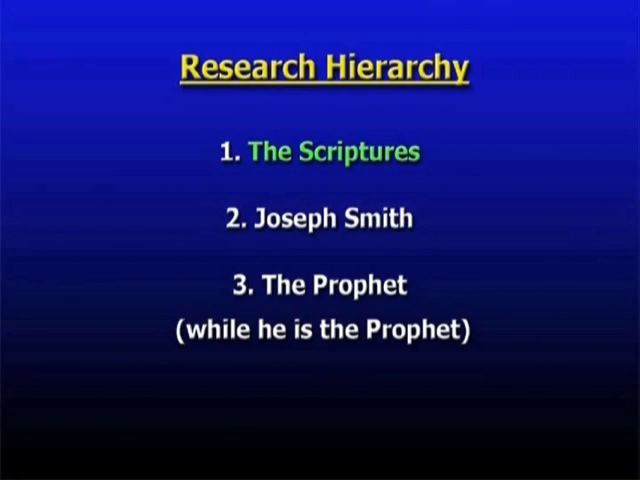 Research Hierarchy
1. The Scriptures
2. Joseph Smith
3. The Prophet
(while he is the Prophet)